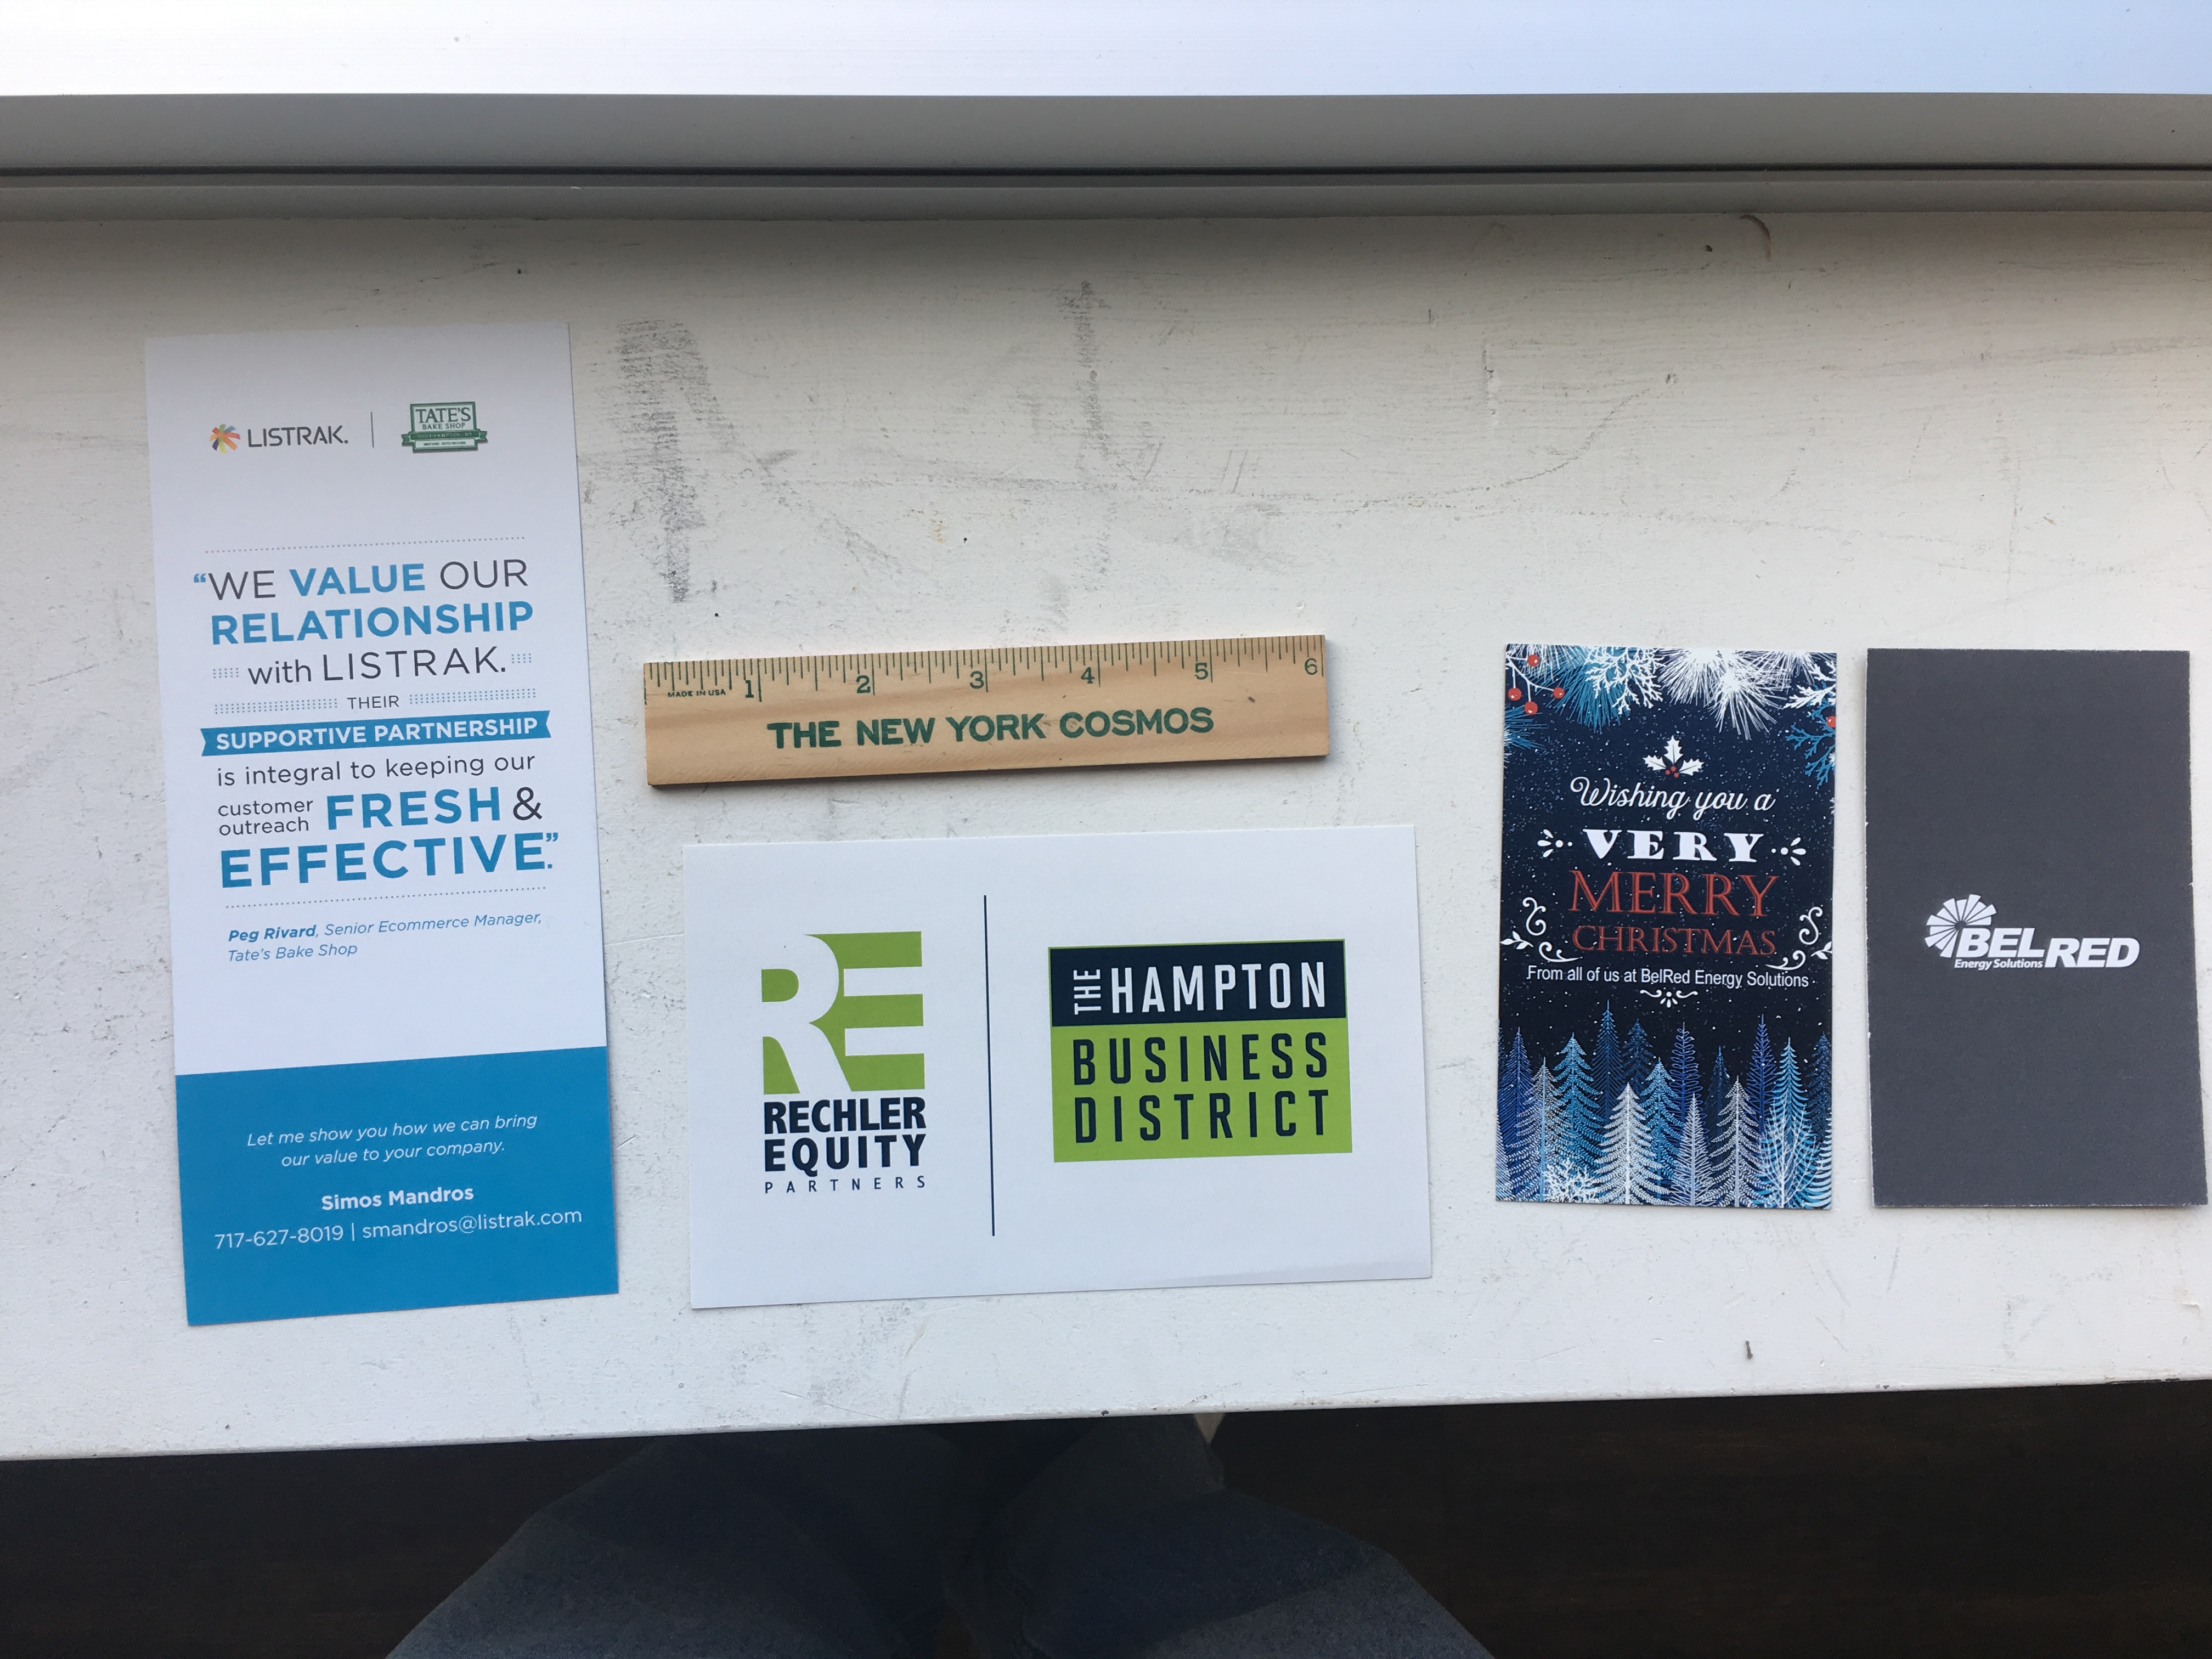 LISTRAK.
TATE'S
BAKE SHOP
“WE VALUE OUR
RELATIONSHIP
with LISTRAK.
THEIR
SUPPORTIVE PARTNERSHIP
is integral to keeping our
customer
outreach
FRESH &
EFFECTIVE.”
Peg Rivard, Senior Ecommerce Manager,
Tate's Bake Shop
Let me show you how we can bring
our value to your company.
Simos Mandros
717-627-8019 | smandros@listrak.com
1 2 3 4 5 6
MADE IN USA
THE NEW YORK COSMOS
RE
RECHLER
EQUITY
PARTNERS
THE HAMPTON
BUSINESS
DISTRICT
Wishing you a
VERY
MERRY
CHRISTMAS
From all of us at BelRed Energy Solutions
BELRED
Energy Solutions